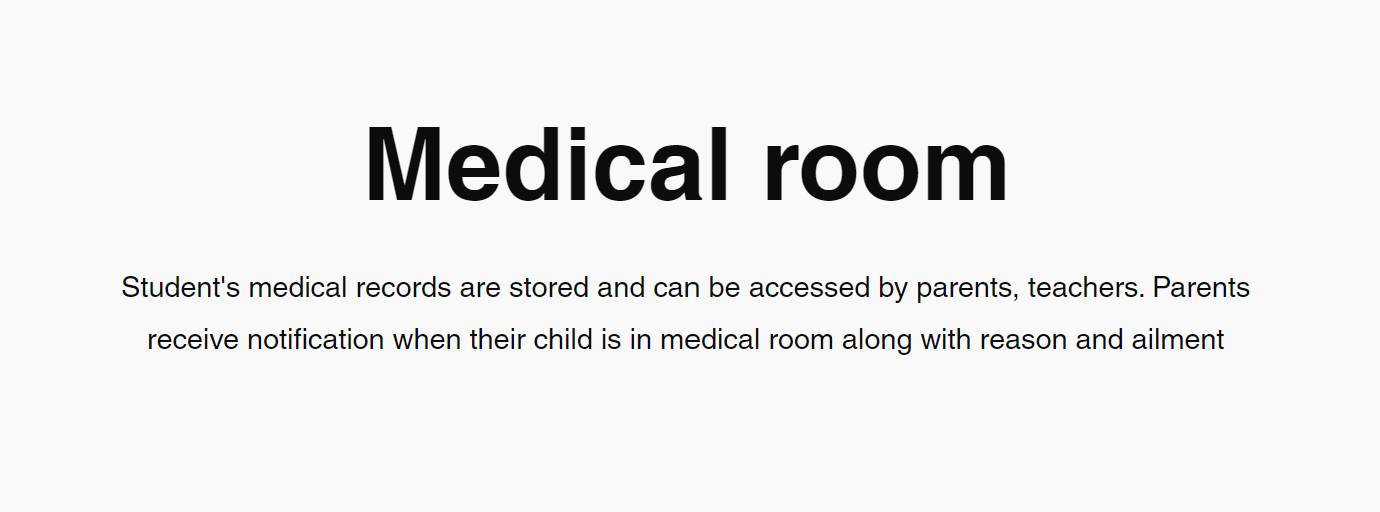 Medical room
Student's medical records are stored and can be accessed by parents, teachers. Parents
receive notification when their child is in medical room along with reason and ailment